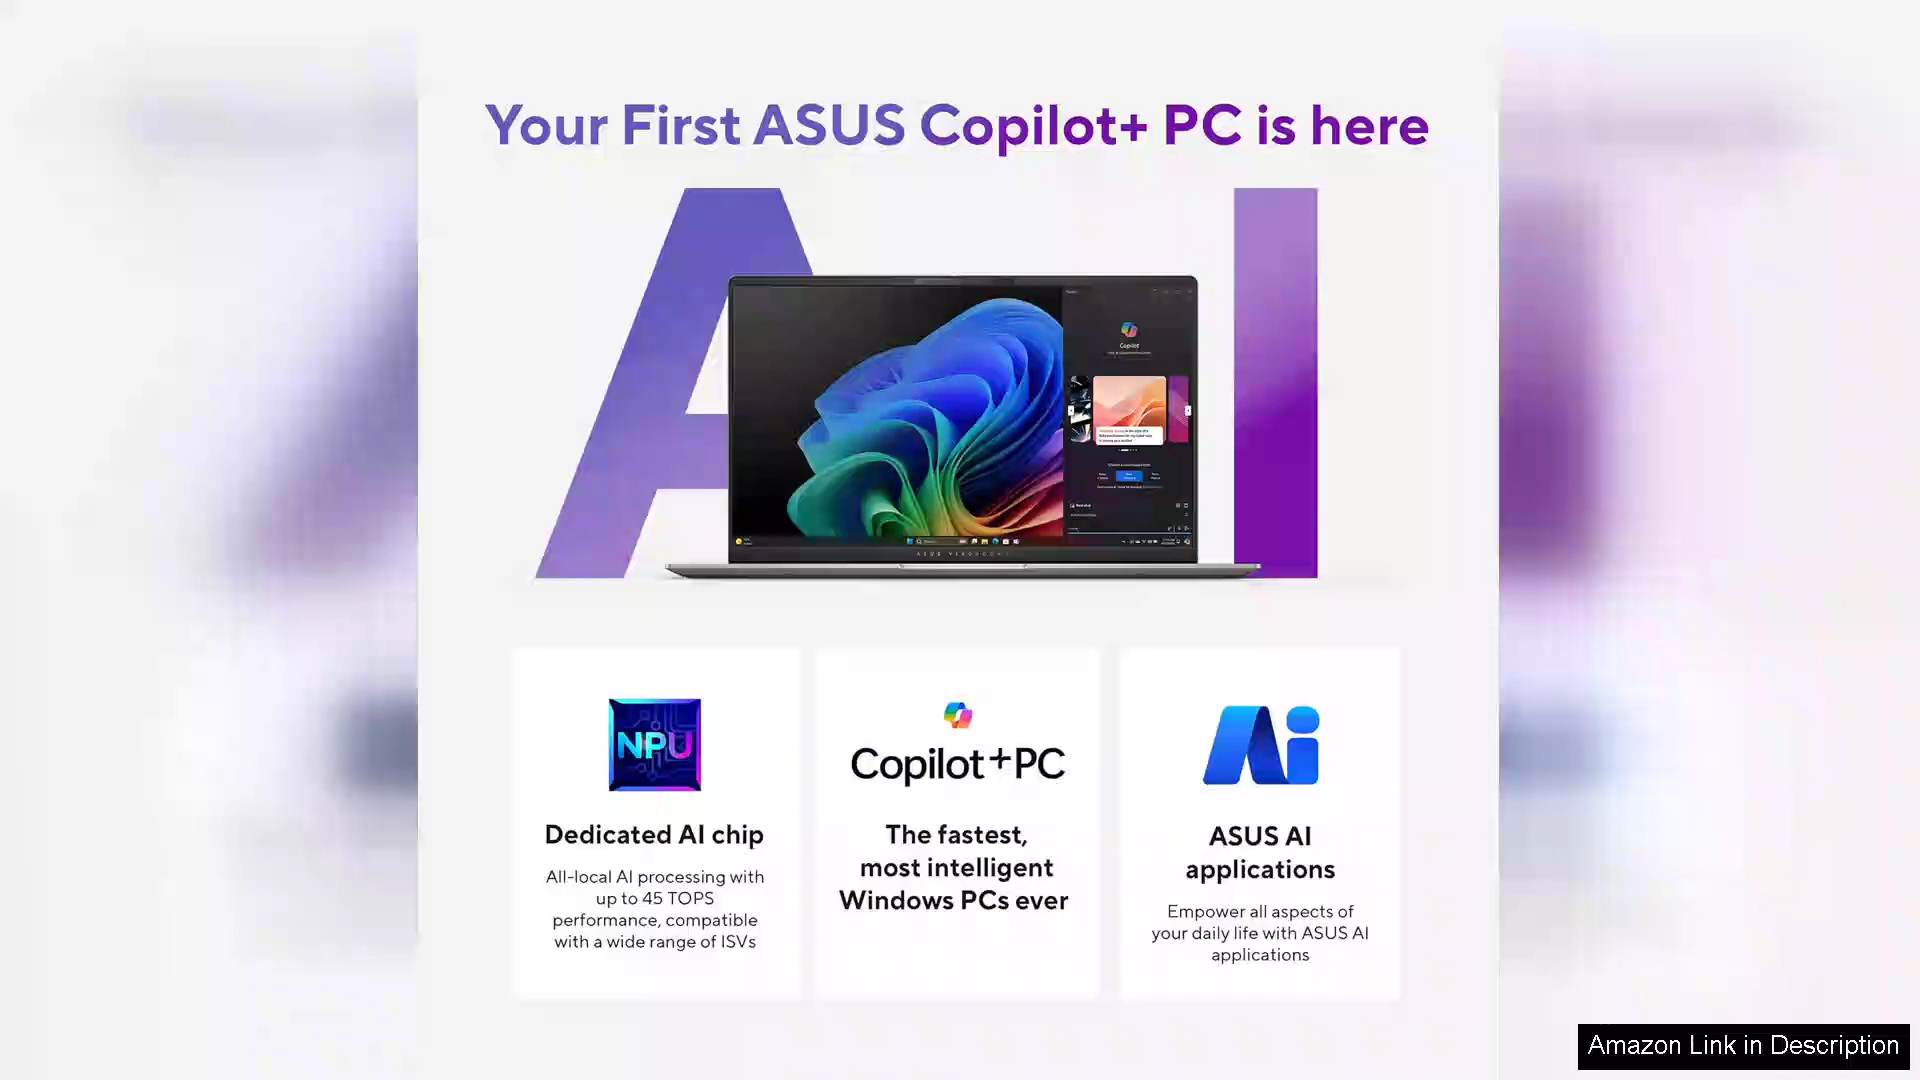 Your First ASUS Copilot+ PC is here
Copilot
NPU
Dedicated AI chip
All-local AI processing with
up to 45 TOPS
performance, compatible
with a wide range of ISVs
Copilot+PC
The fastest,
most intelligent
Windows PCs ever
Ai
ASUS AI
applications
Empower all aspects of
your daily life with ASUS AI
applications
Amazon Link in Description